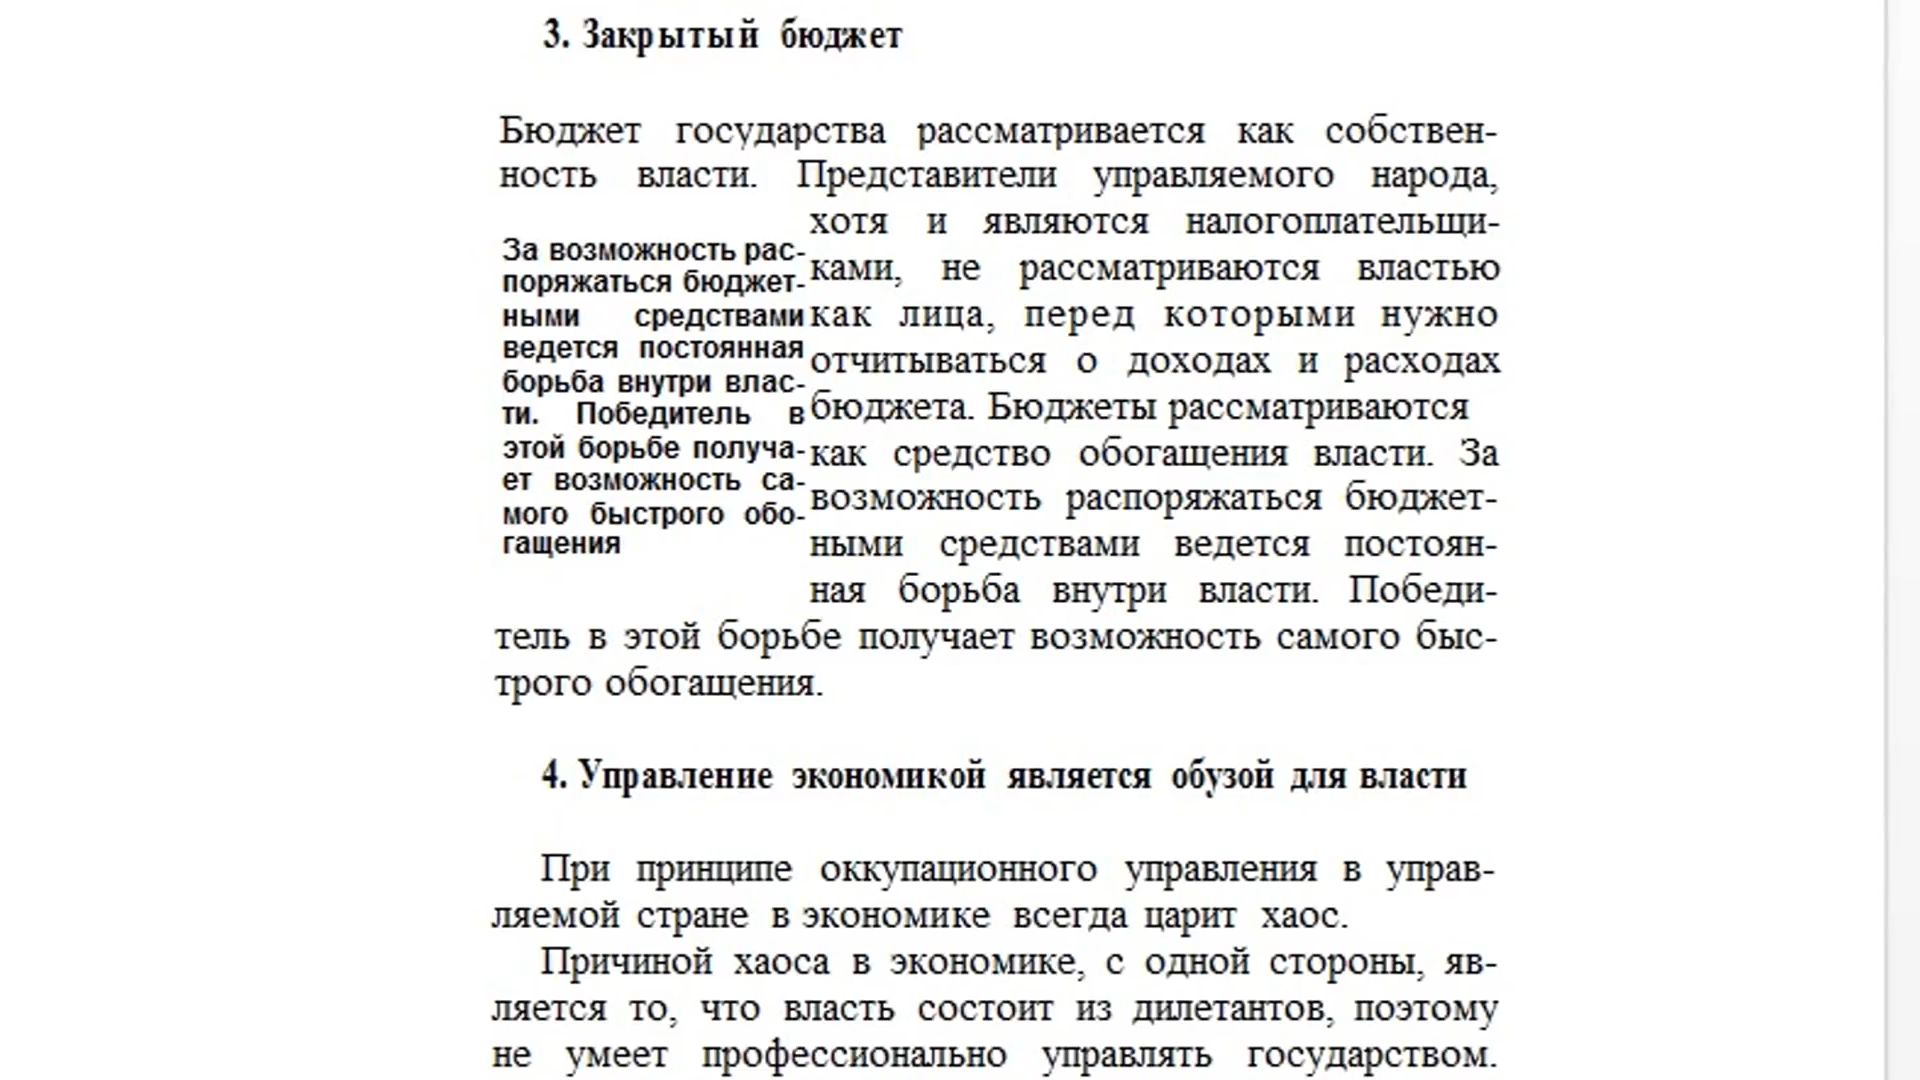 3. Закрытый бюджет
Бюджет государства рассматривается как собствен-
ность власти. Представители управляемого народа,
хотя и являются налогоплательщи-
ками, не рассматриваются властью
как лица, перед которыми нужно
отчитываться о доходах и расходах
бюджета. Бюджеты рассматриваются
как средство обогащения власти. За
возможность распоряжаться бюджет-
ными средствами ведется постоян-
ная борьба внутри власти. Победи-
тель в этой борьбе получает возможность самого быс-
трого обогащения.
За возможность рас-
поряжаться бюджет-
ными средствами
ведется постоянная
борьба внутри влас-
ти. Победитель в
этой борьбе получа-
ет возможность са-
мого быстрого обо-
гащения
4. Управление экономикой является обузой для власти
При принципе оккупационного управления в управ-
ляемой стране в экономике всегда царит хаос.
Причиной хаоса в экономике, с одной стороны, яв-
ляется то, что власть состоит из дилетантов, поэтому
не умеет профессионально управлять государством.